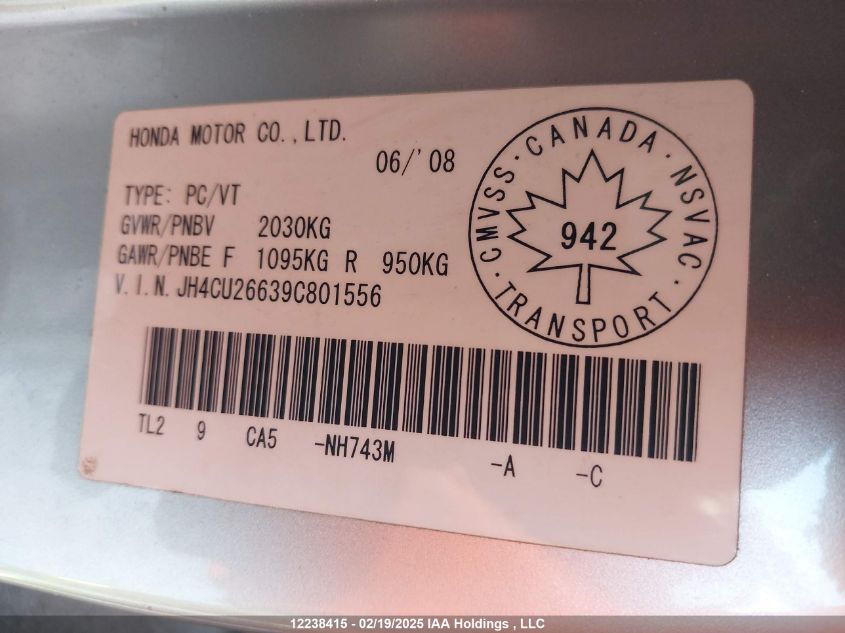 HONDA MOTOR CO., LTD.
06/'08
TYPE: PC/VT
GVWR/PNBV 2030KG
GAWR/PNBE F 1095KG R 950KG
V.I.N. JH4CU26639C801556
CANADA · NSVAC · TRANSPORT · CMVSS ·
942
TL2 9 CA5 -NH743M -A -C
12238415 - 02/19/2025 IAA Holdings , LLC